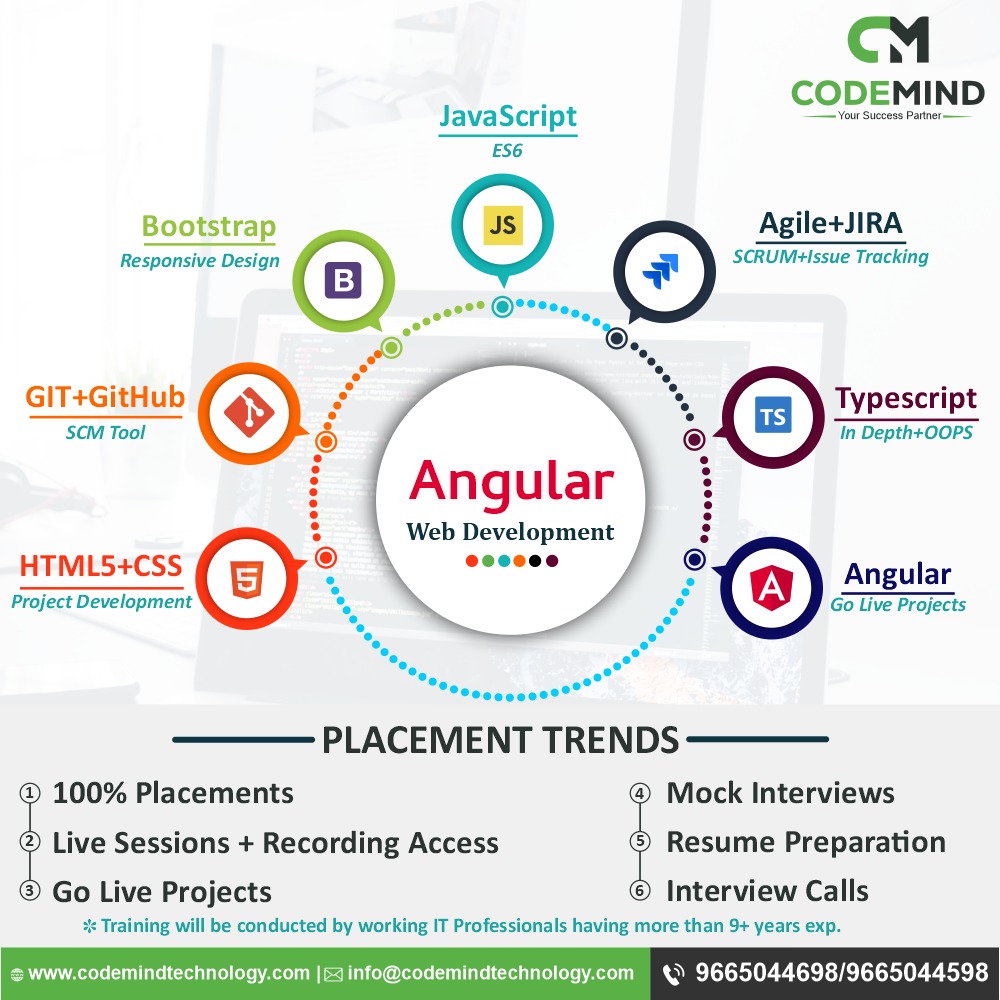 CM
CODEMIND
Your Success Partner
JavaScript
ES6
JS
Bootstrap
Responsive Design
B
Agile+JIRA
SCRUM+Issue Tracking
GIT+GitHub
SCM Tool
Typescript
In Depth+OOPS
TS
Angular
Web Development
HTML5+CSS
Project Development
5
Angular
Go Live Projects
A
PLACEMENT TRENDS
1 100% Placements
2 Live Sessions + Recording Access
3 Go Live Projects
4 Mock Interviews
5 Resume Preparation
6 Interview Calls
✻ Training will be conducted by working IT Professionals having more than 9+ years exp.
www.codemindtechnology.com | info@codemindtechnology.com
9665044698/9665044598